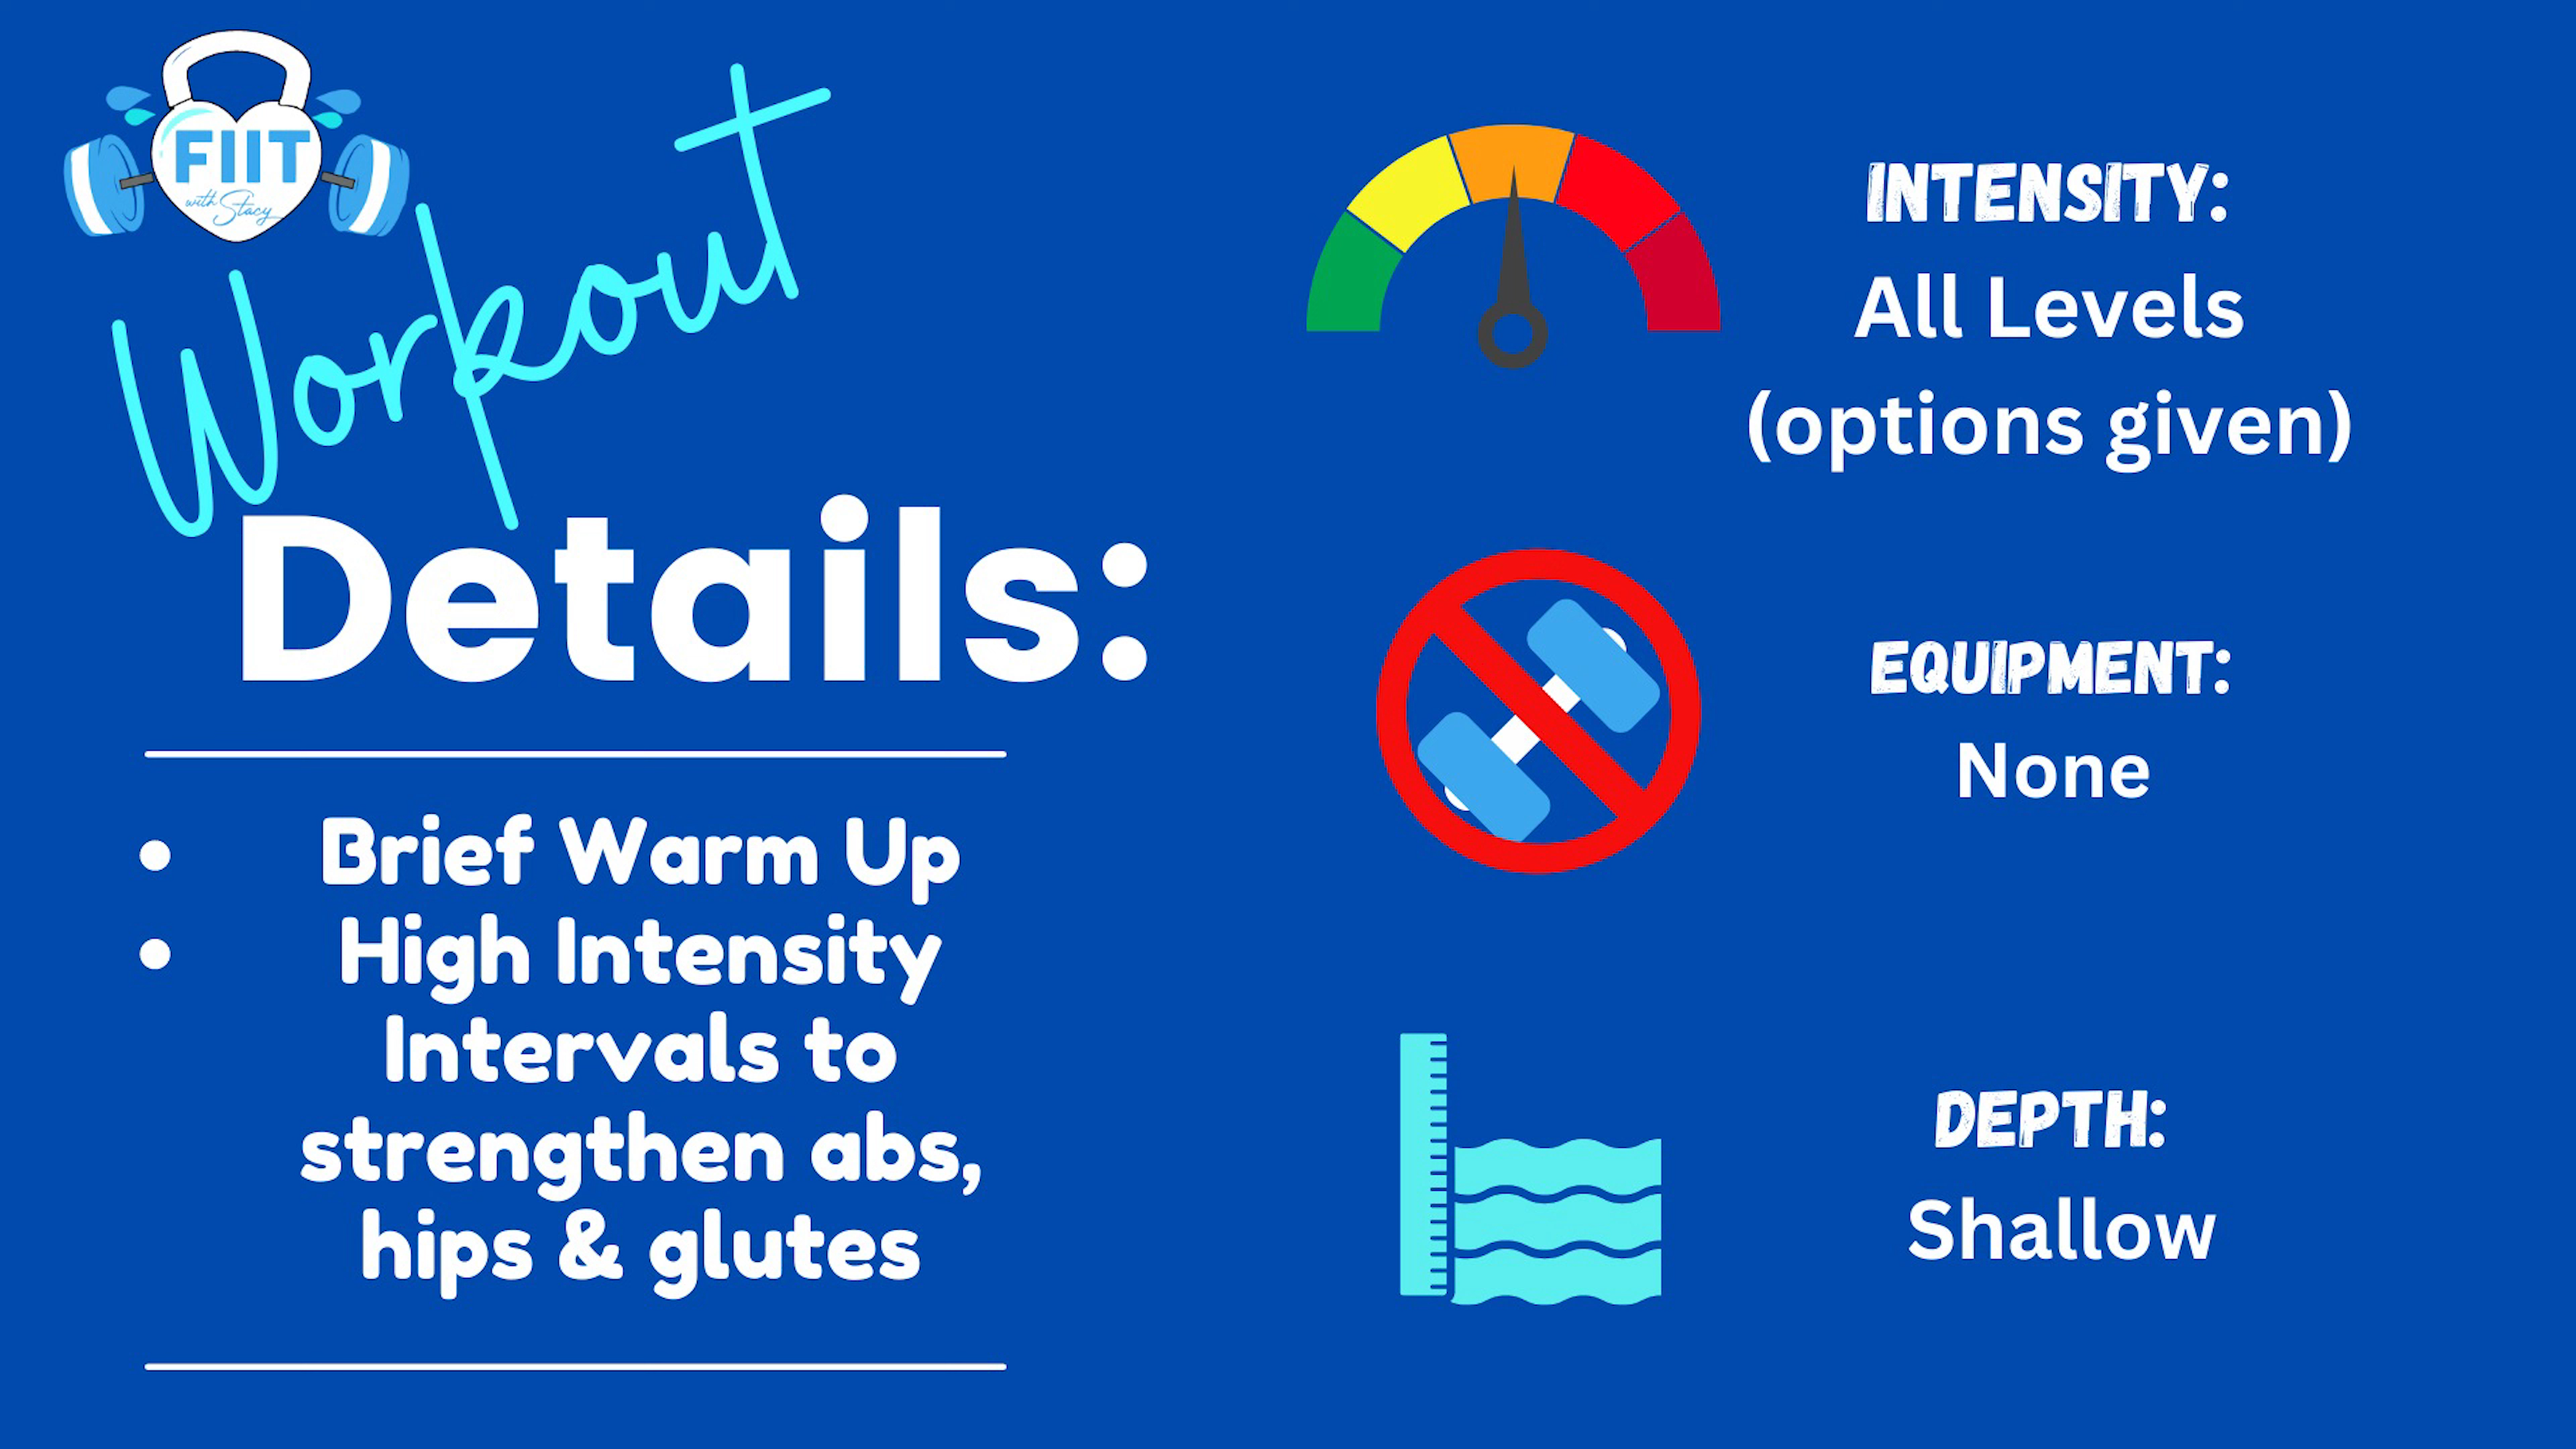 FIIT
with Stacy
Workout
Details:
• Brief Warm Up
• High Intensity
Intervals to
strengthen abs,
hips & glutes
INTENSITY:
All Levels
(options given)
EQUIPMENT:
None
DEPTH:
Shallow